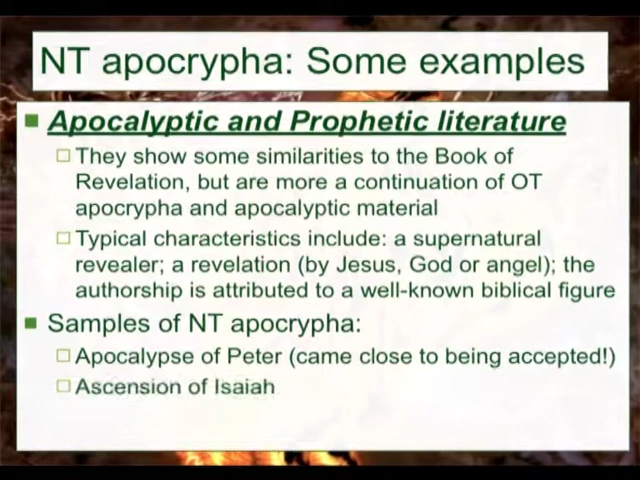 NT apocrypha: Some examples
Apocalyptic and Prophetic literature
They show some similarities to the Book of
Revelation, but are more a continuation of OT
apocrypha and apocalyptic material
Typical characteristics include: a supernatural
revealer; a revelation (by Jesus, God or angel); the
authorship is attributed to a well-known biblical figure
Samples of NT apocrypha:
Apocalypse of Peter (came close to being accepted!)
Ascension of Isaiah